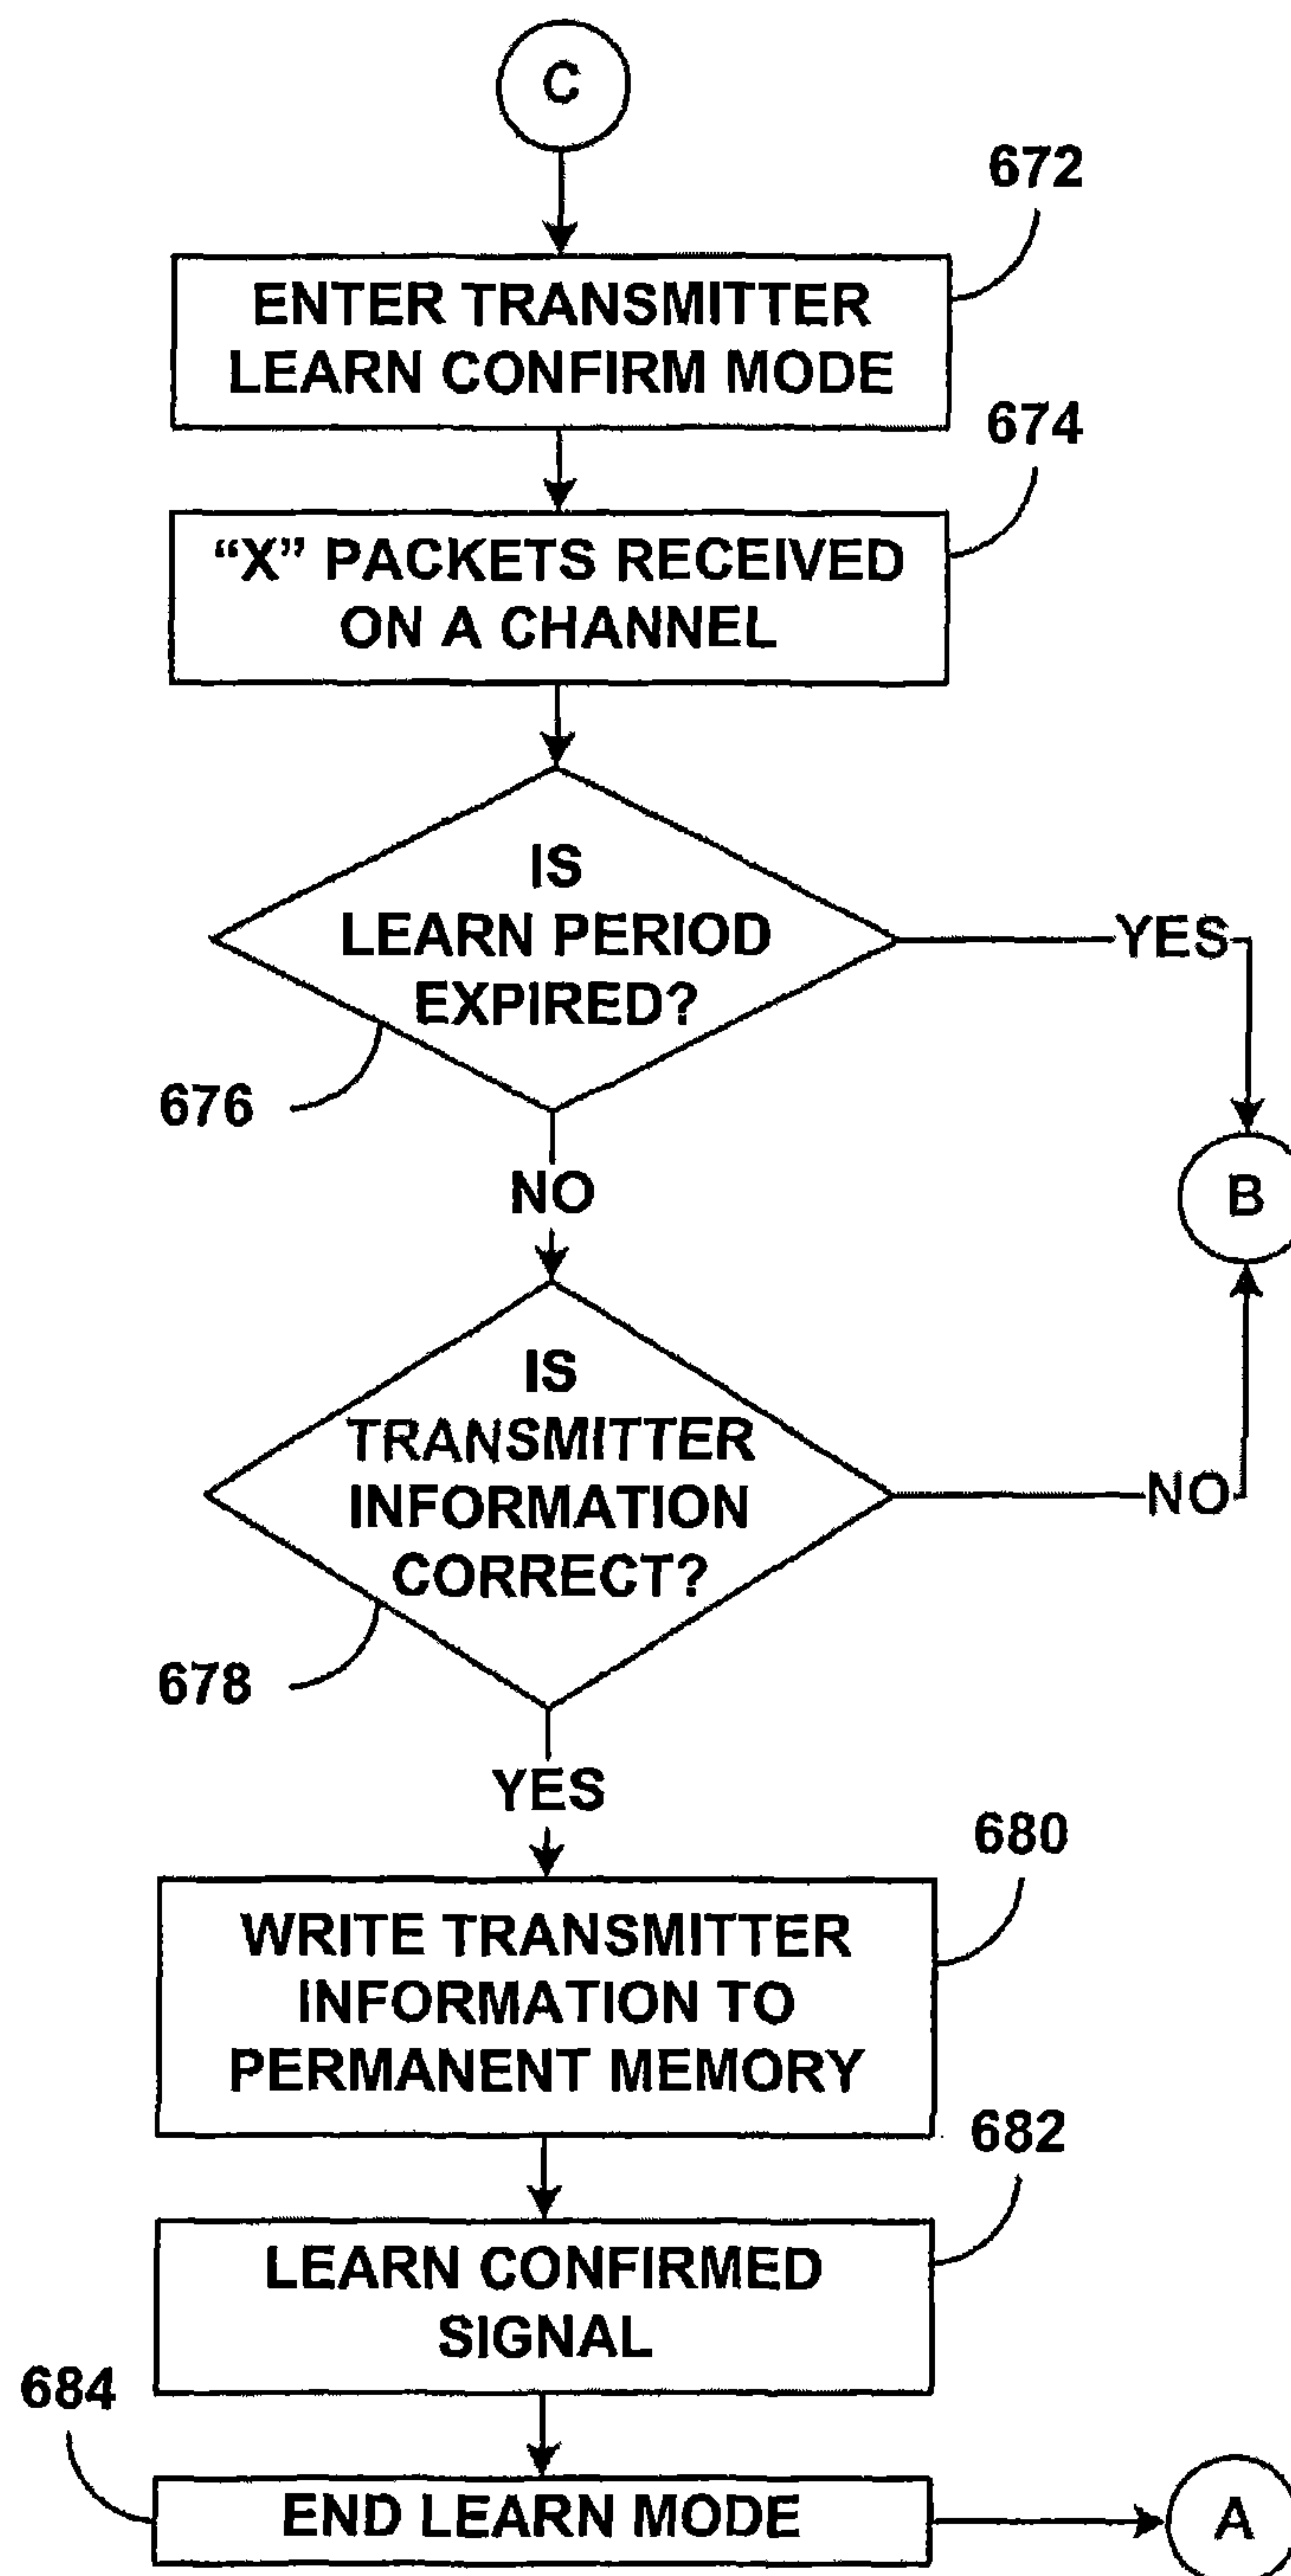 C
672
ENTER TRANSMITTER
LEARN CONFIRM MODE
674
“X” PACKETS RECEIVED
ON A CHANNEL
IS
LEARN PERIOD
EXPIRED?
YES
676
NO
B
IS
TRANSMITTER
INFORMATION
CORRECT?
NO
678
YES
680
WRITE TRANSMITTER
INFORMATION TO
PERMANENT MEMORY
682
LEARN CONFIRMED
SIGNAL
684
END LEARN MODE
A